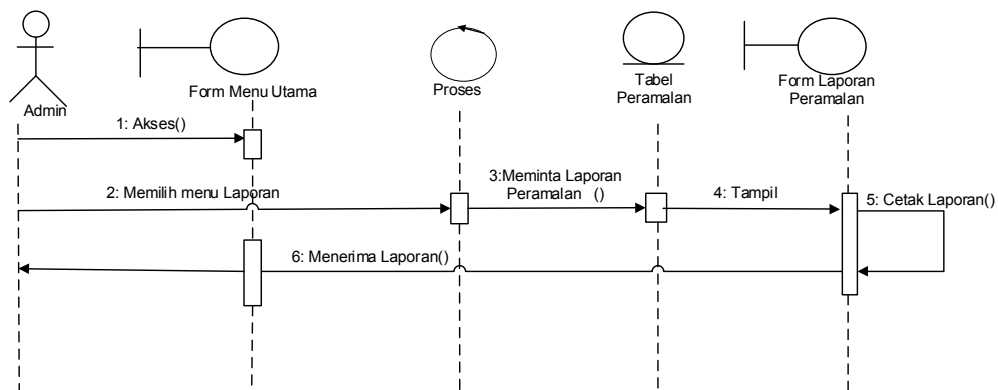 Admin
Form Menu Utama
Proses
Tabel
Peramalan
Form Laporan
Peramalan
1: Akses()
2: Memilih menu Laporan
3:Meminta Laporan
Peramalan ()
4: Tampil
5: Cetak Laporan()
6: Menerima Laporan()